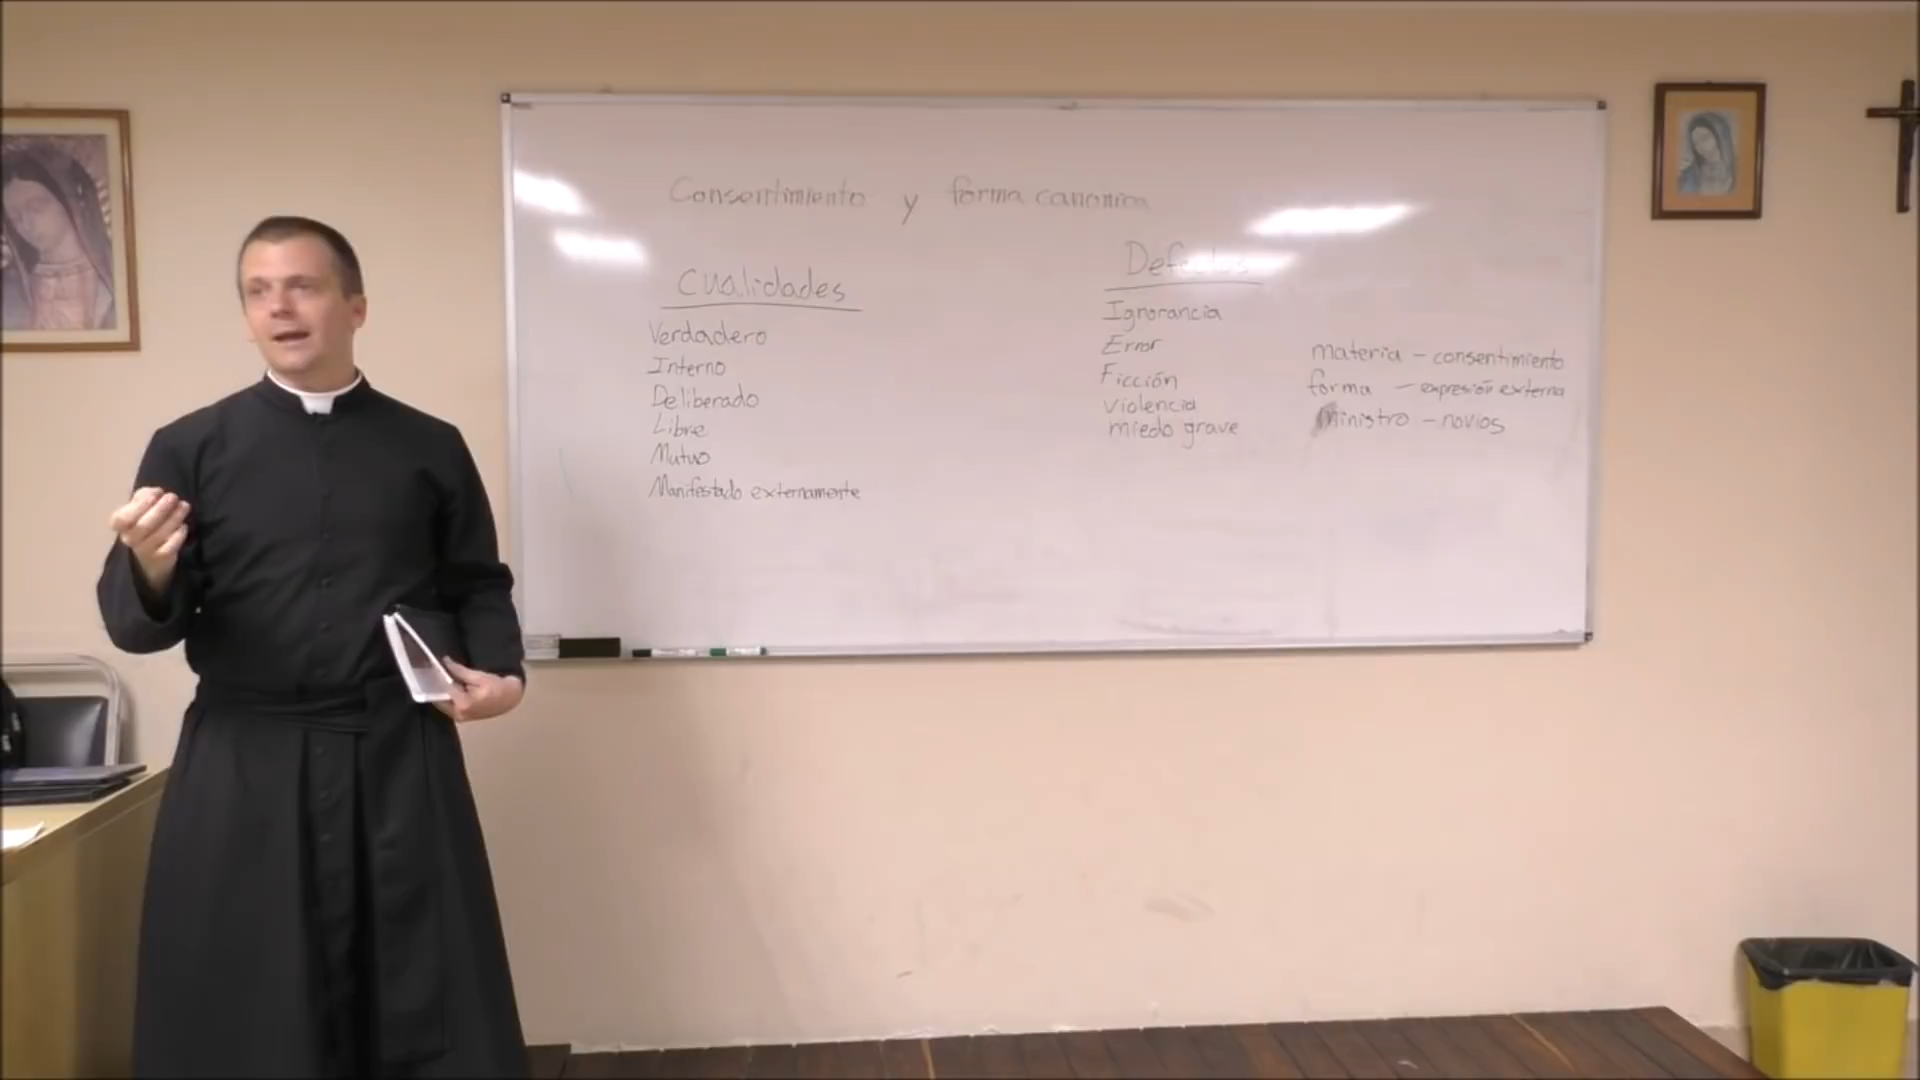 Consentimiento y forma canonica
Cualidades
Verdadero
Interno
Deliberado
Libre
Mutuo
Manifestado externamente
Defectos
Ignorancia
Error
Ficción
violencia
miedo grave
materia - consentimiento
forma - expresión externa
ministro - novios